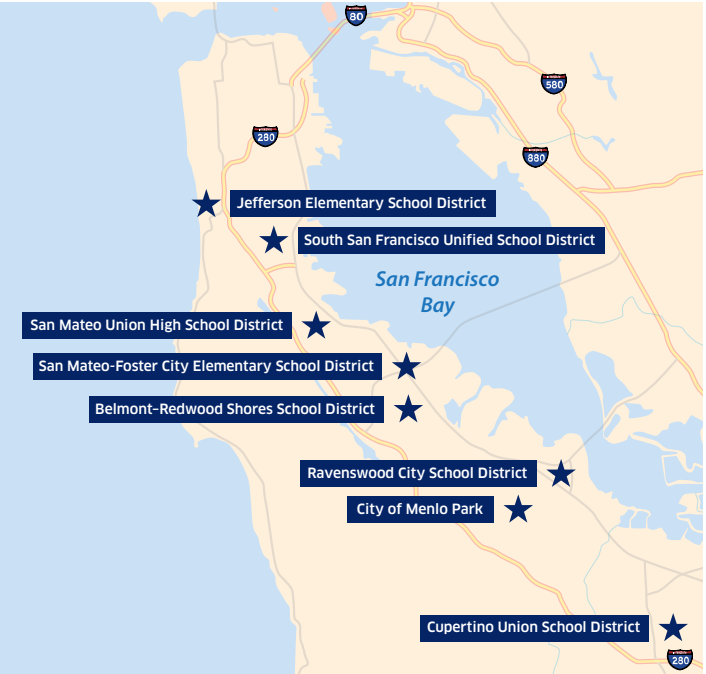 80
580
280
880
Jefferson Elementary School District
South San Francisco Unified School District
San Francisco
Bay
San Mateo Union High School District
San Mateo-Foster City Elementary School District
Belmont-Redwood Shores School District
Ravenswood City School District
City of Menlo Park
Cupertino Union School District
280